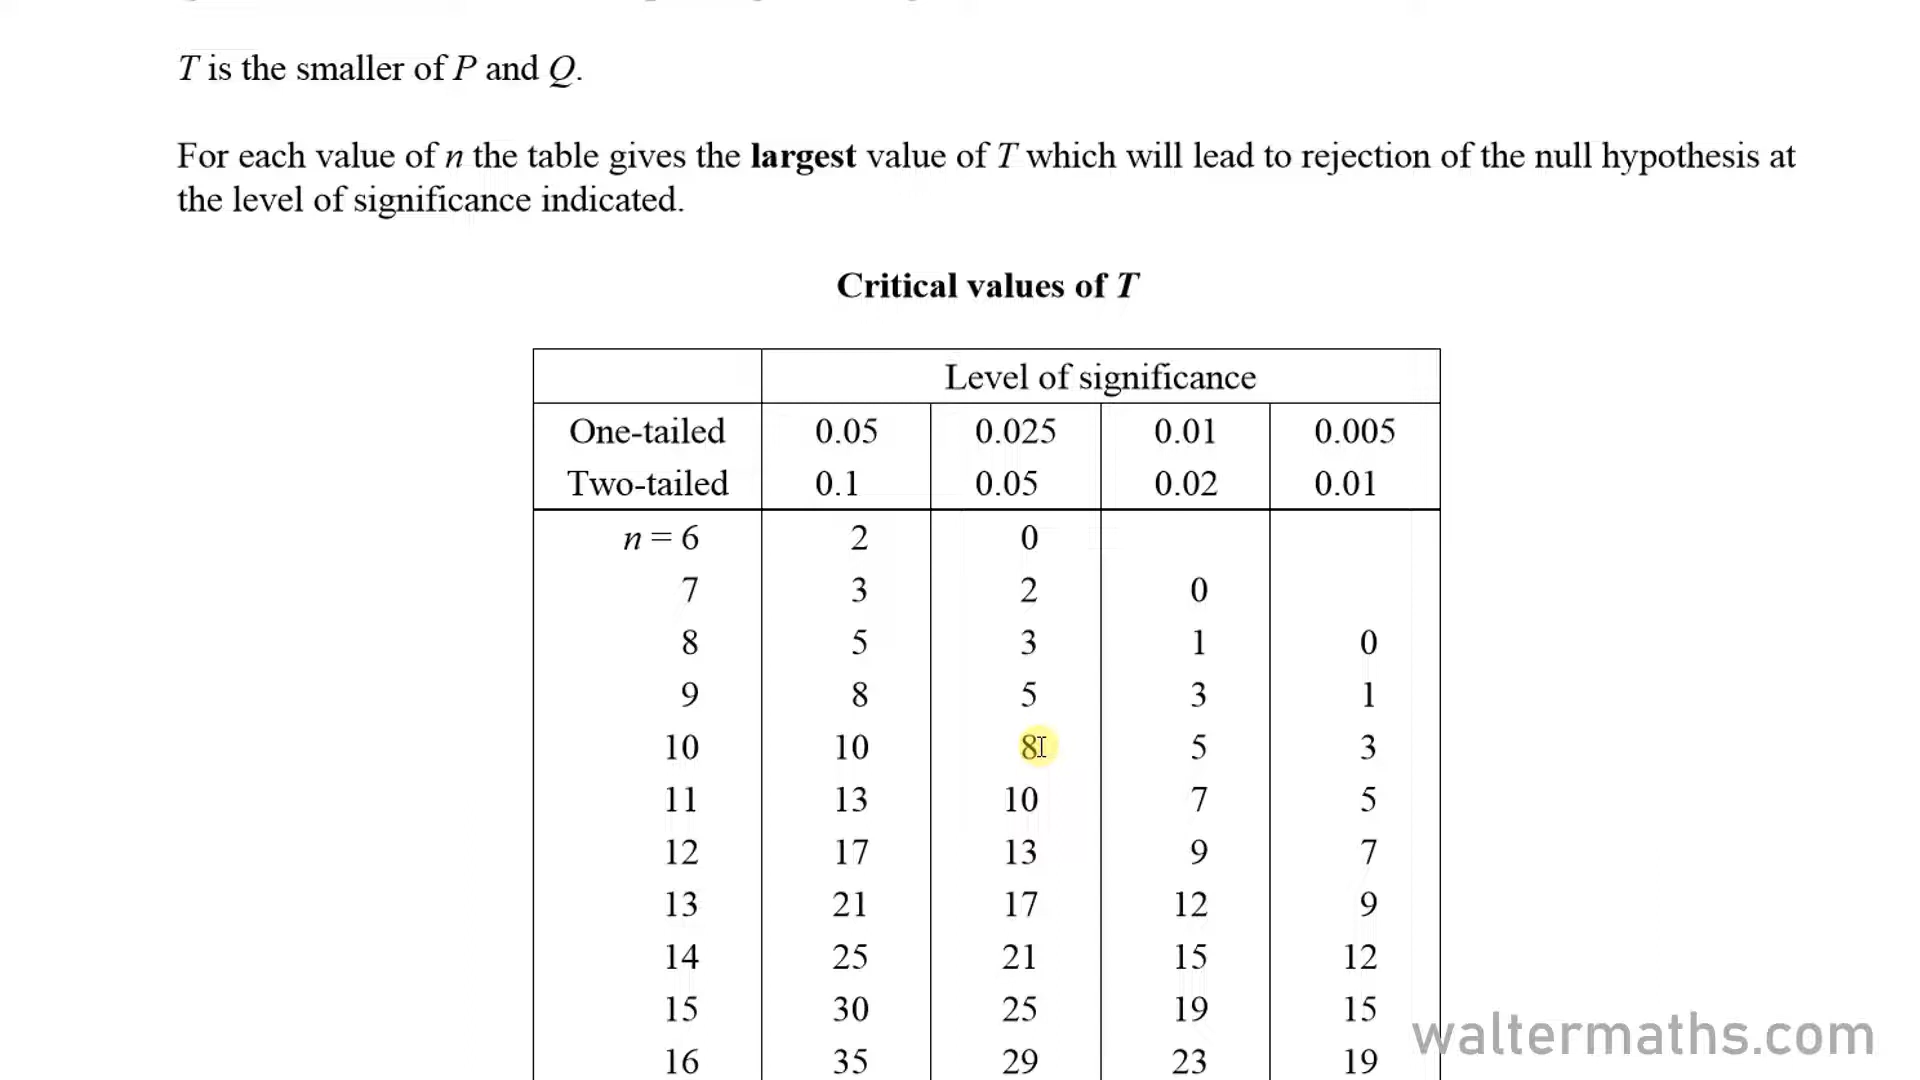 T is the smaller of P and Q.
For each value of n the table gives the largest value of T which will lead to rejection of the null hypothesis at
the level of significance indicated.
Critical values of T
Level of significance
One-tailed 0.05 0.025 0.01 0.005
Two-tailed 0.1 0.05 0.02 0.01
n = 6 2 0
7 3 2 0
8 5 3 1 0
9 8 5 3 1
10 10 8 5 3
11 13 10 7 5
12 17 13 9 7
13 21 17 12 9
14 25 21 15 12
15 30 25 19 15
16 35 29 23 19
waltermaths.com